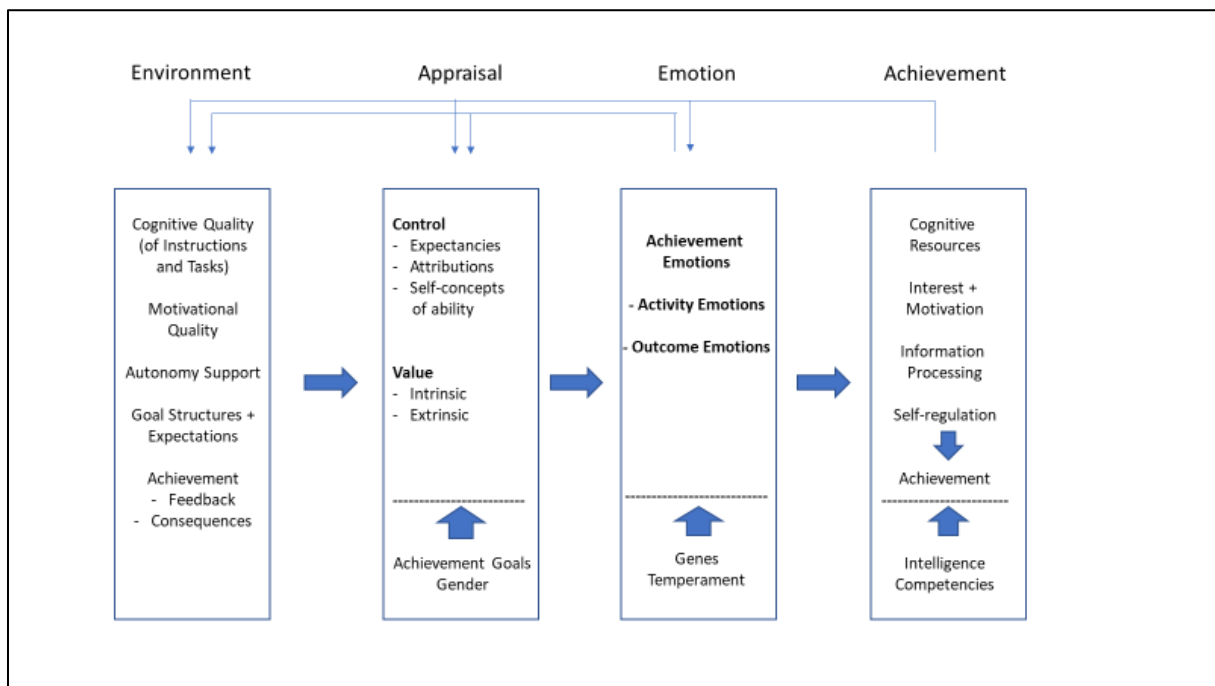 Environment
Appraisal
Emotion
Achievement
Cognitive Quality
(of Instructions
and Tasks)
Motivational
Quality
Autonomy Support
Goal Structures +
Expectations
Achievement
- Feedback
- Consequences
Control
- Expectancies
- Attributions
- Self-concepts
of ability
Value
- Intrinsic
- Extrinsic
Achievement Goals
Gender
Achievement
Emotions
- Activity Emotions
- Outcome Emotions
Genes
Temperament
Cognitive
Resources
Interest +
Motivation
Information
Processing
Self-regulation
Achievement
Intelligence
Competencies